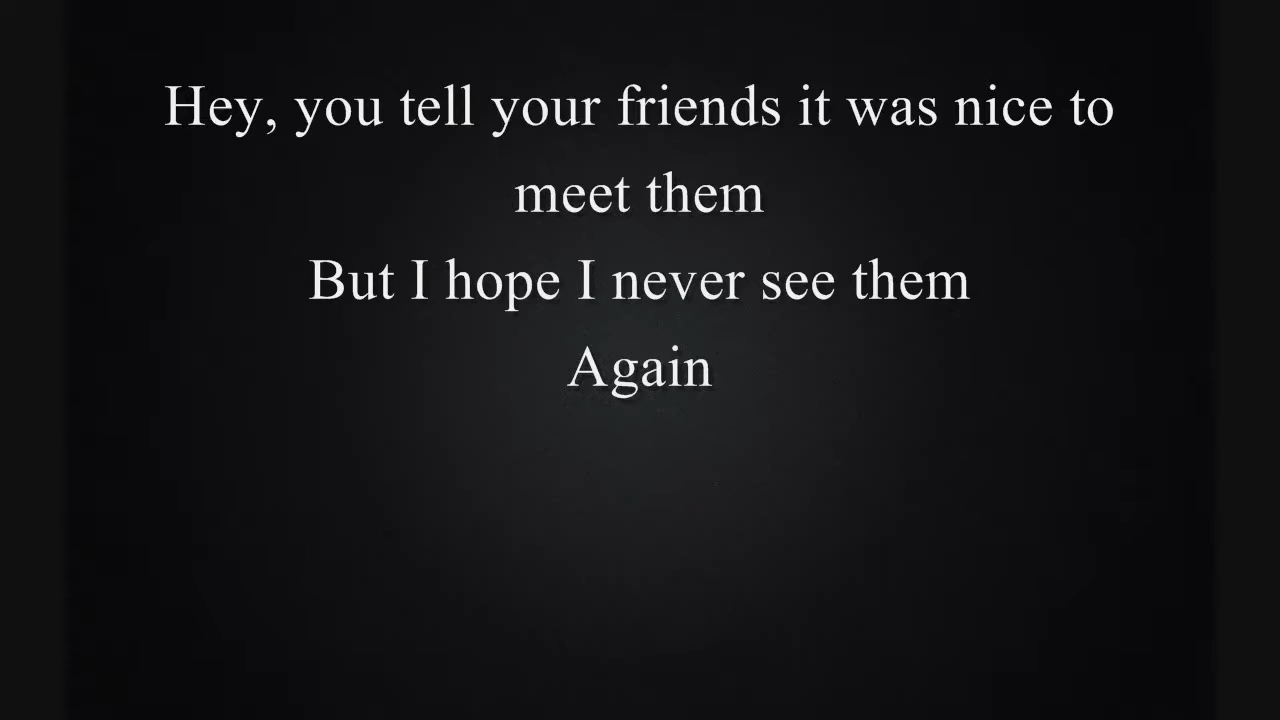 Hey, you tell your friends it was nice to
meet them
But I hope I never see them
Again